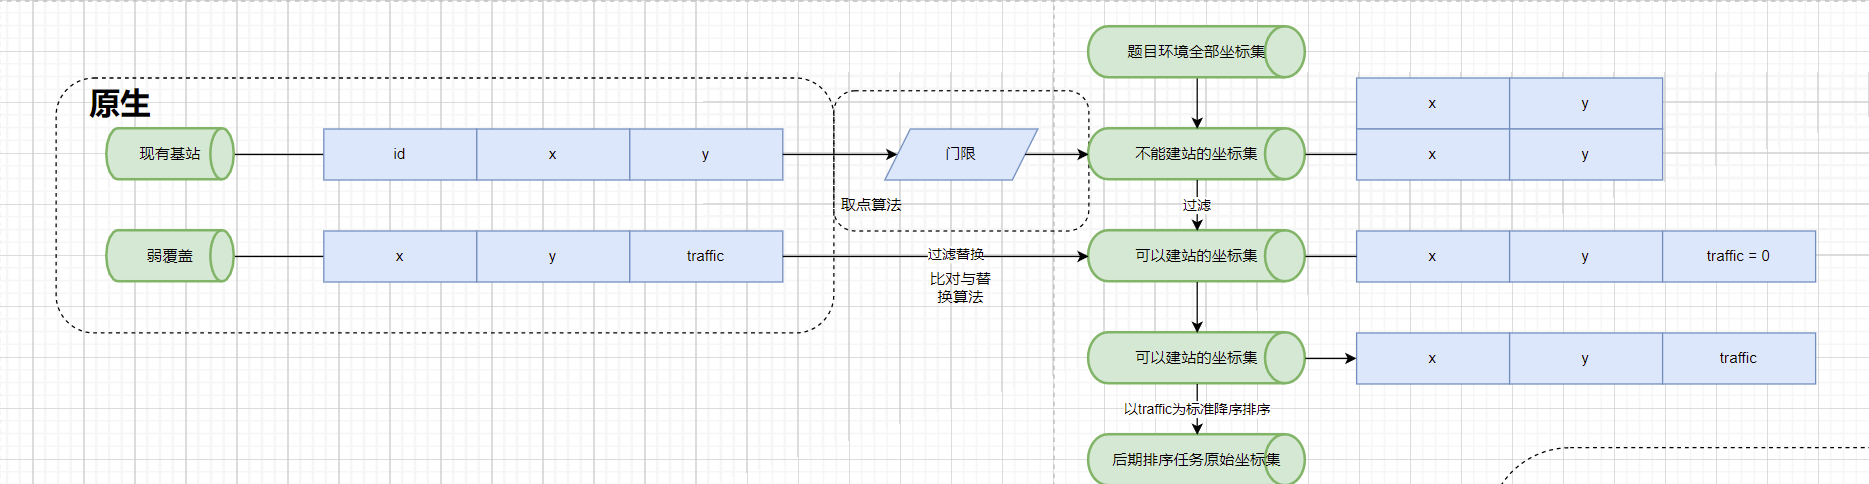 题目环境全部坐标集
原生
x
y
现有基站
id
x
y
门限
不能建站的坐标集
x
y
取点算法
过滤
弱覆盖
x
y
traffic
过滤替换
比对与替
换算法
可以建站的坐标集
x
y
traffic = 0
可以建站的坐标集
x
y
traffic
以traffic为标准降序排序
后期排序任务原始坐标集